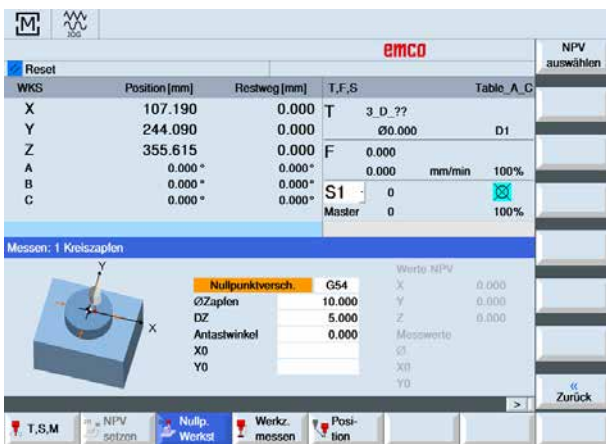 M
JOG
emco
NPV
auswählen
Reset
WKS Position [mm] Restweg [mm] T,F,S Table_A_C
X 107.190 0.000 T 3_D_??
Y 244.090 0.000 Ø0.000 D1
Z 355.615 0.000 F 0.000
A 0.000 ° 0.000° 0.000 mm/min 100%
B 0.000 ° 0.000° S1 0
C 0.000 ° 0.000° Master 0 100%
Messen: 1 Kreiszapfen
Y
X
Nullpunktversch. G54
ØZapfen 10.000
DZ 5.000
Antastwinkel 0.000
X0
Y0
Werte NPV
X 0.000
Y 0.000
Z 0.000
Messwerte
Ø
X0
Y0
«
Zurück
>
T,S,M
NPV
setzen
Nullp.
Werkst
Werkz.
messen
Posi-
tion